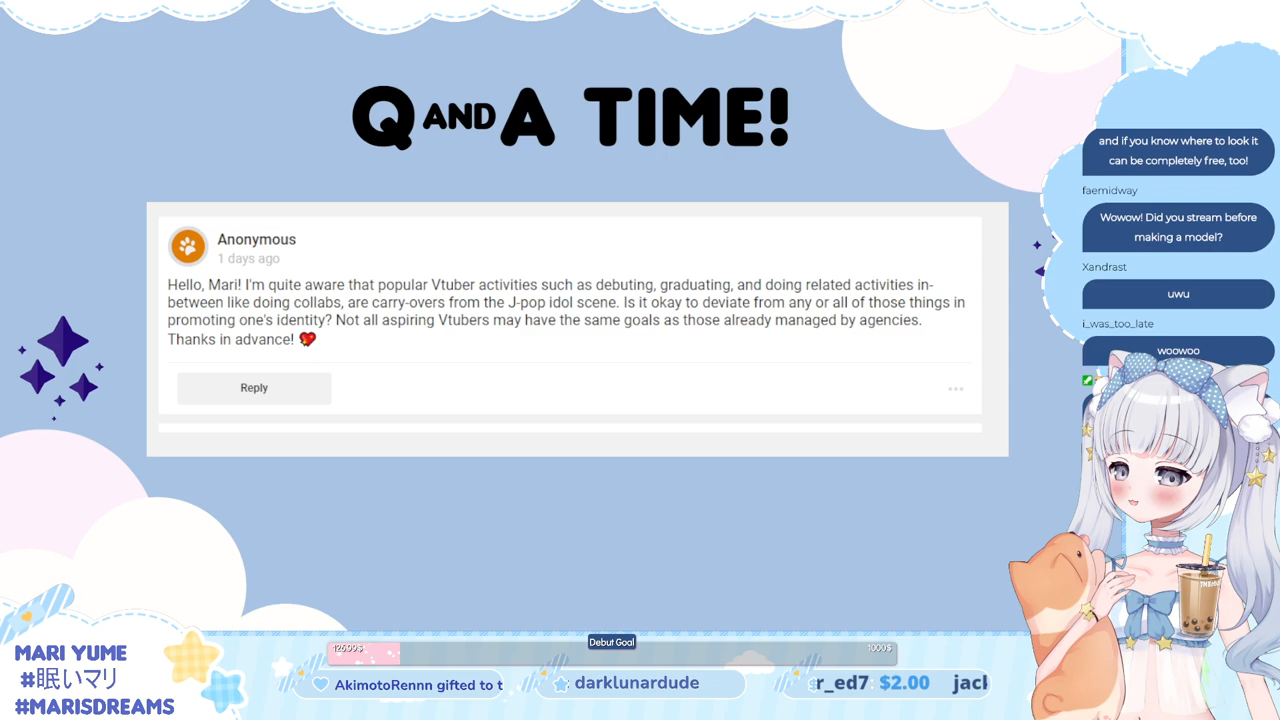 Q AND A TIME!
Anonymous
1 days ago
Hello, Mari! I'm quite aware that popular Vtuber activities such as debuting, graduating, and doing related activities in-
between like doing collabs, are carry-overs from the J-pop idol scene. Is it okay to deviate from any or all of those things in
promoting one's identity? Not all aspiring Vtubers may have the same goals as those already managed by agencies.
Thanks in advance! 💘
Reply
and if you know where to look it
can be completely free, too!
faemidway
Wowow! Did you stream before
making a model?
Xandrast
uwu
i_was_too_late
woowoo
MARI YUME
#眠いマリ
#MARISDREAMS
Debut Goal
126.99$
1000$
AkimotoRennn gifted to t
darklunardude
r_ed7: $2.00 jack